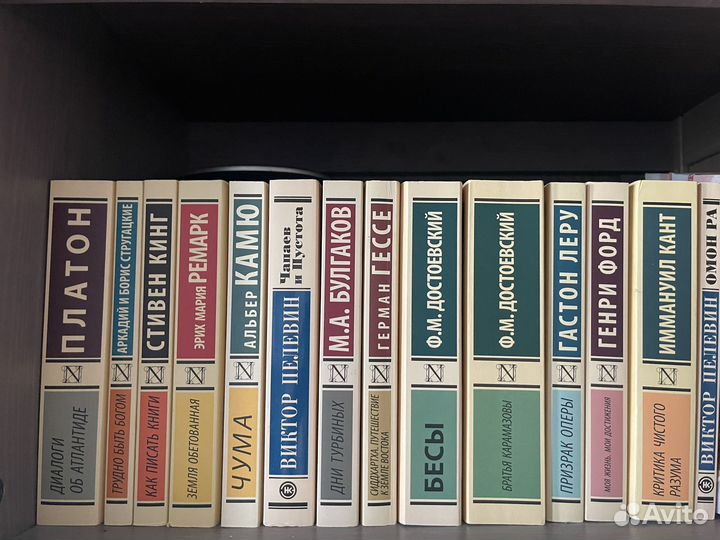 ПЛАТОН
ДИАЛОГИ
ОБ АТЛАНТИДЕ
АРКАДИЙ И БОРИС СТРУГАЦКИЕ
ТРУДНО БЫТЬ БОГОМ
СТИВЕН КИНГ
КАК ПИСАТЬ КНИГИ
ЭРИХ МАРИЯ РЕМАРК
ЗЕМЛЯ ОБЕТОВАННАЯ
АЛЬБЕР КАМЮ
ЧУМА
Чапаев
и Пустота
ВИКТОР ПЕЛЕВИН
М.А. БУЛГАКОВ
ДНИ ТУРБИНЫХ
ГЕРМАН ГЕССЕ
СИДДХАРТХА. ПУТЕШЕСТВИЕ
К ЗЕМЛЕ ВОСТОКА
Ф.М. ДОСТОЕВСКИЙ
БЕСЫ
Ф.М. ДОСТОЕВСКИЙ
БРАТЬЯ КАРАМАЗОВЫ
ГАСТОН ЛЕРУ
ПРИЗРАК ОПЕРЫ
ГЕНРИ ФОРД
МОЯ ЖИЗНЬ. МОИ ДОСТИЖЕНИЯ
ИММАНУИЛ КАНТ
КРИТИКА ЧИСТОГО
РАЗУМА
ОМОН РА
ВИКТОР ПЕЛЕВИН
Avito